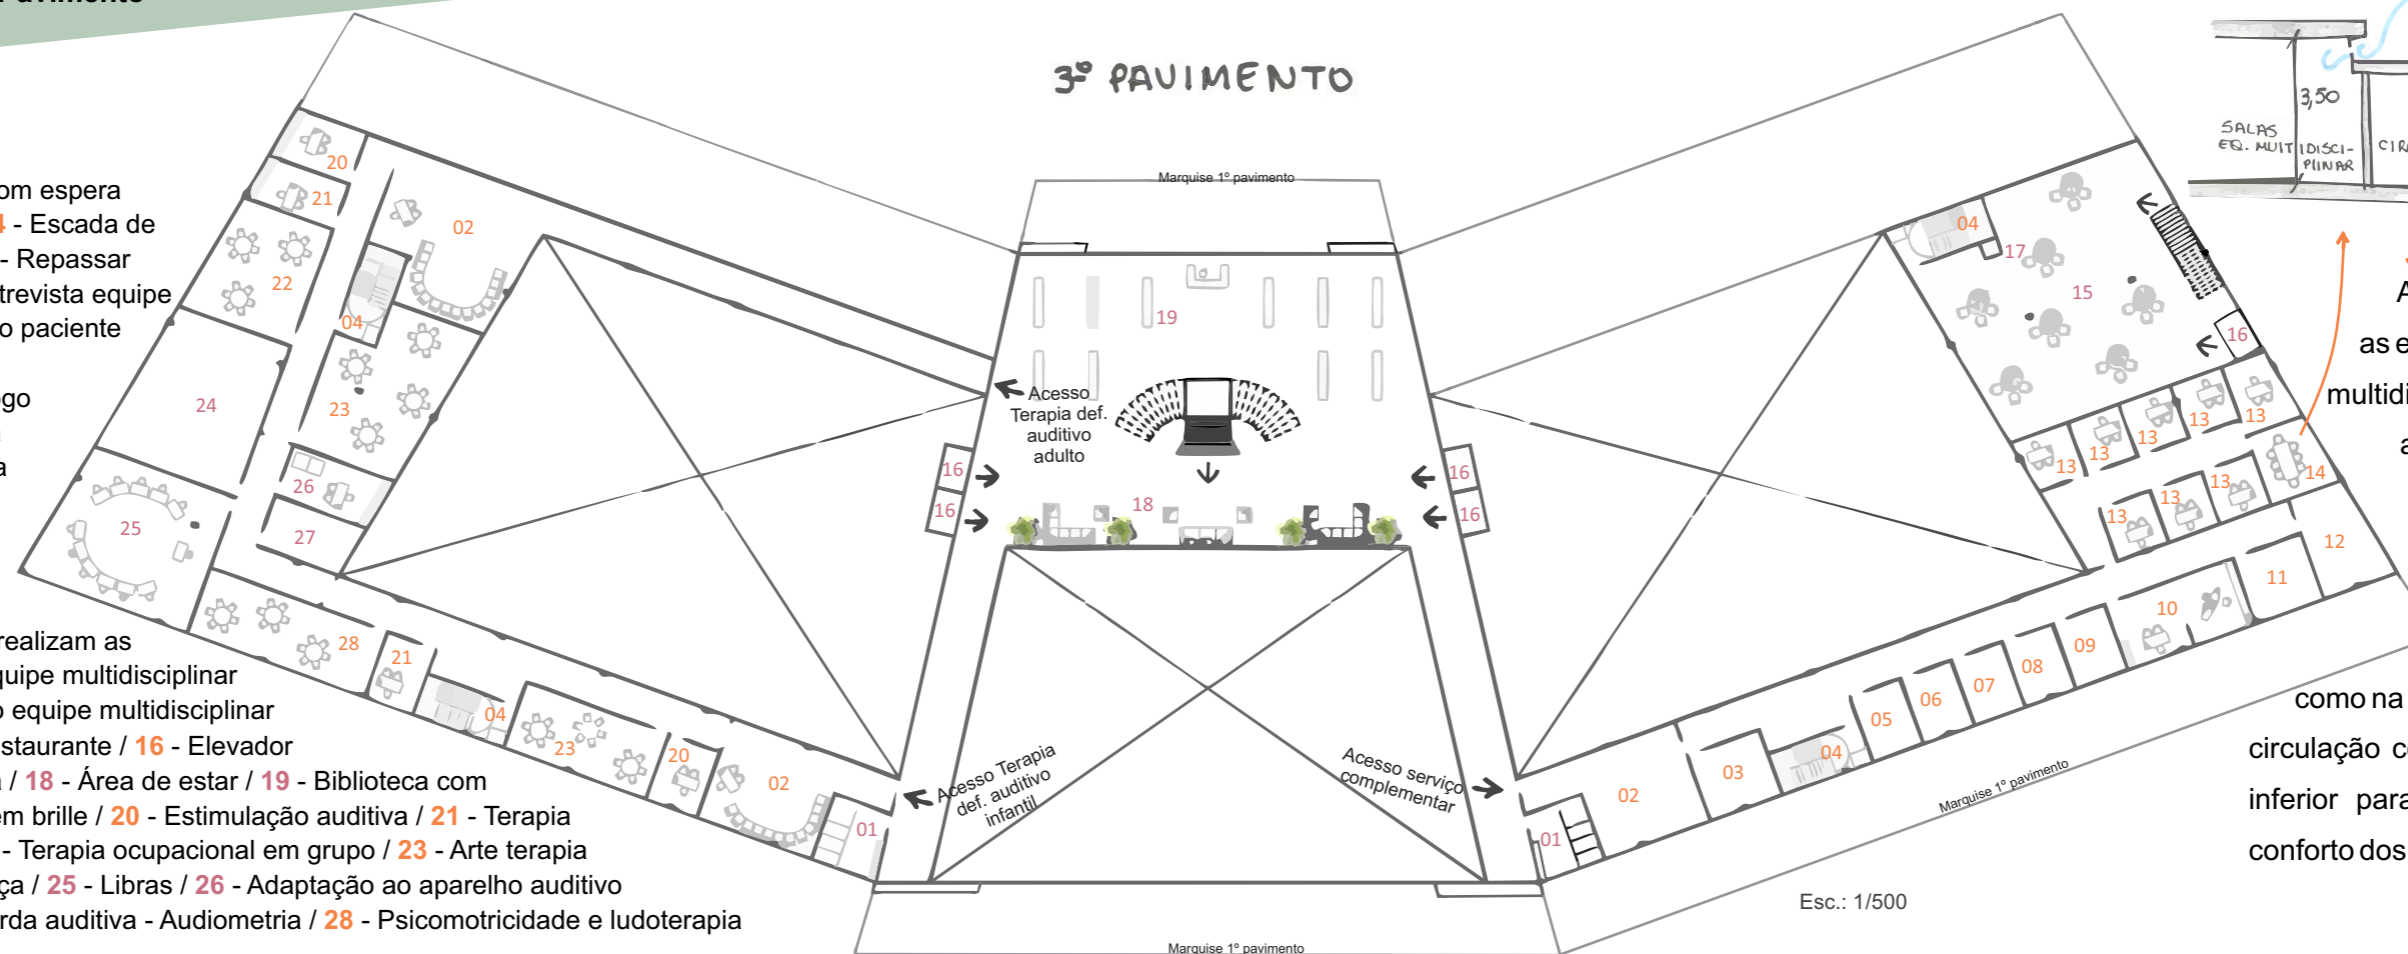 Pavimento
3º PAVIMENTO
om espera
4 - Escada de
- Repassar
trevista equipe
o paciente
ogo
a
realizam as
quipe multidisciplinar
o equipe multidisciplinar
staurante / 16 - Elevador
/ 18 - Área de estar / 19 - Biblioteca com
em brille / 20 - Estimulação auditiva / 21 - Terapia
- Terapia ocupacional em grupo / 23 - Arte terapia
ça / 25 - Libras / 26 - Adaptação ao aparelho auditivo
rda auditiva - Audiometria / 28 - Psicomotricidade e ludoterapia
20
21
02
22
04
23
24
26
25
27
28
21
04
23
20
02
01
Marquise 1º pavimento
19
Acesso
Terapia def.
auditivo
adulto
16
16
18
16
16
Acesso Terapia
def. auditivo
infantil
Acesso serviço
complementar
Marquise 1º pavimento
04
17
15
16
13
13
13
13
13
14
13
13
13
12
11
10
09
08
07
06
05
04
03
02
01
Marquise 1º pavimento
Esc.: 1/500
3,50
SALAS
EQ. MUITIDISCI-
PLINAR
CIR
A
as e
multidi
a
como na
circulação c
inferior para
conforto dos